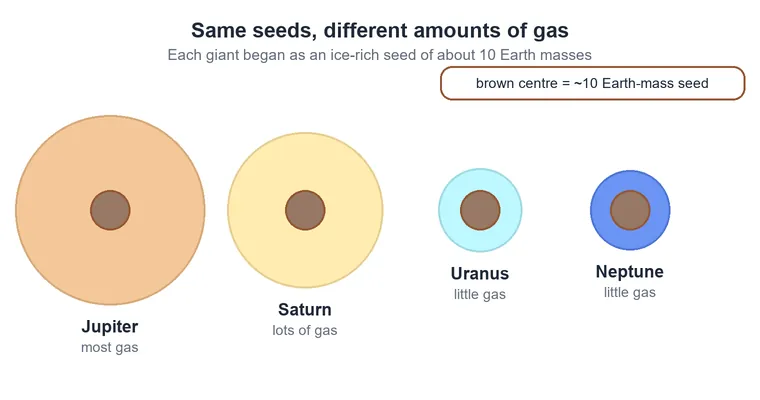 Same seeds, different amounts of gas
Each giant began as an ice-rich seed of about 10 Earth masses
brown centre = ~10 Earth-mass seed
Jupiter
most gas
Saturn
lots of gas
Uranus
little gas
Neptune
little gas